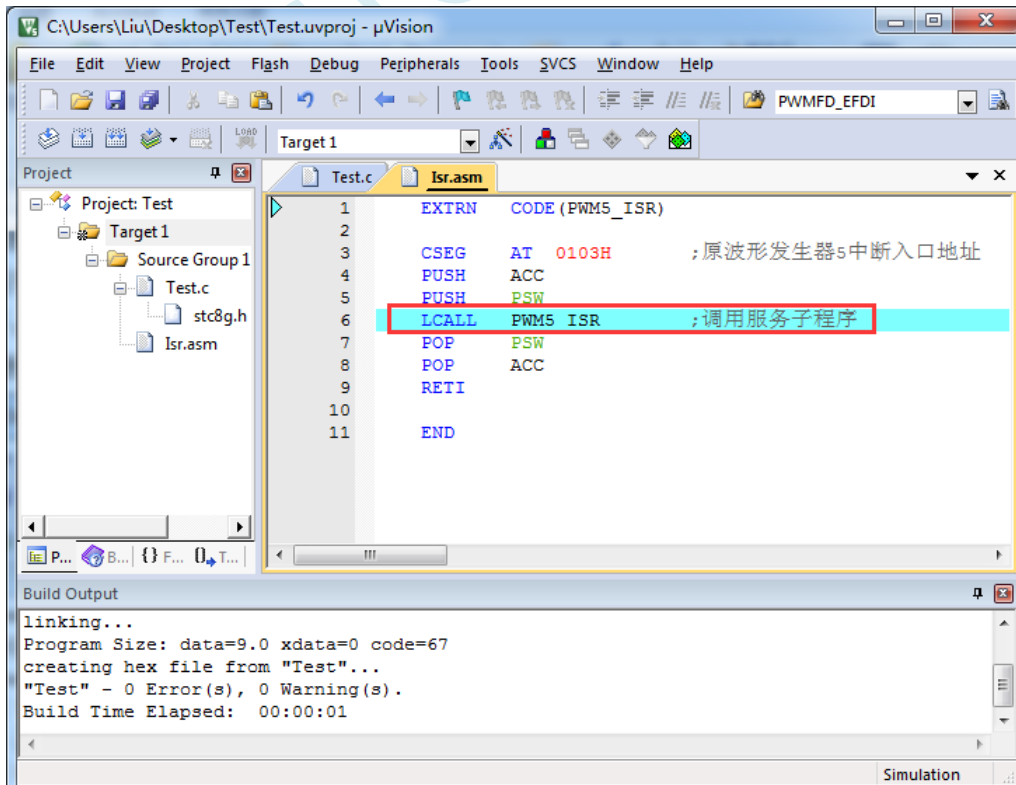 C:\Users\Liu\Desktop\Test\Test.uvproj - µVision
File Edit View Project Flash Debug Peripherals Tools SVCS Window Help
PWMFD_EFDI
LOAD Target 1
Project
Test.c Isr.asm
Project: Test
Target 1
Source Group 1
Test.c
stc8g.h
Isr.asm
1 EXTRN CODE(PWM5_ISR)
2
3 CSEG AT 0103H ;原波形发生器5中断入口地址
4 PUSH ACC
5 PUSH PSW
6 LCALL PWM5_ISR ;调用服务子程序
7 POP PSW
8 POP ACC
9 RETI
10
11 END
P... B... {} F... 0 T...
Build Output
linking...
Program Size: data=9.0 xdata=0 code=67
creating hex file from "Test"...
"Test" - 0 Error(s), 0 Warning(s).
Build Time Elapsed: 00:00:01
Simulation